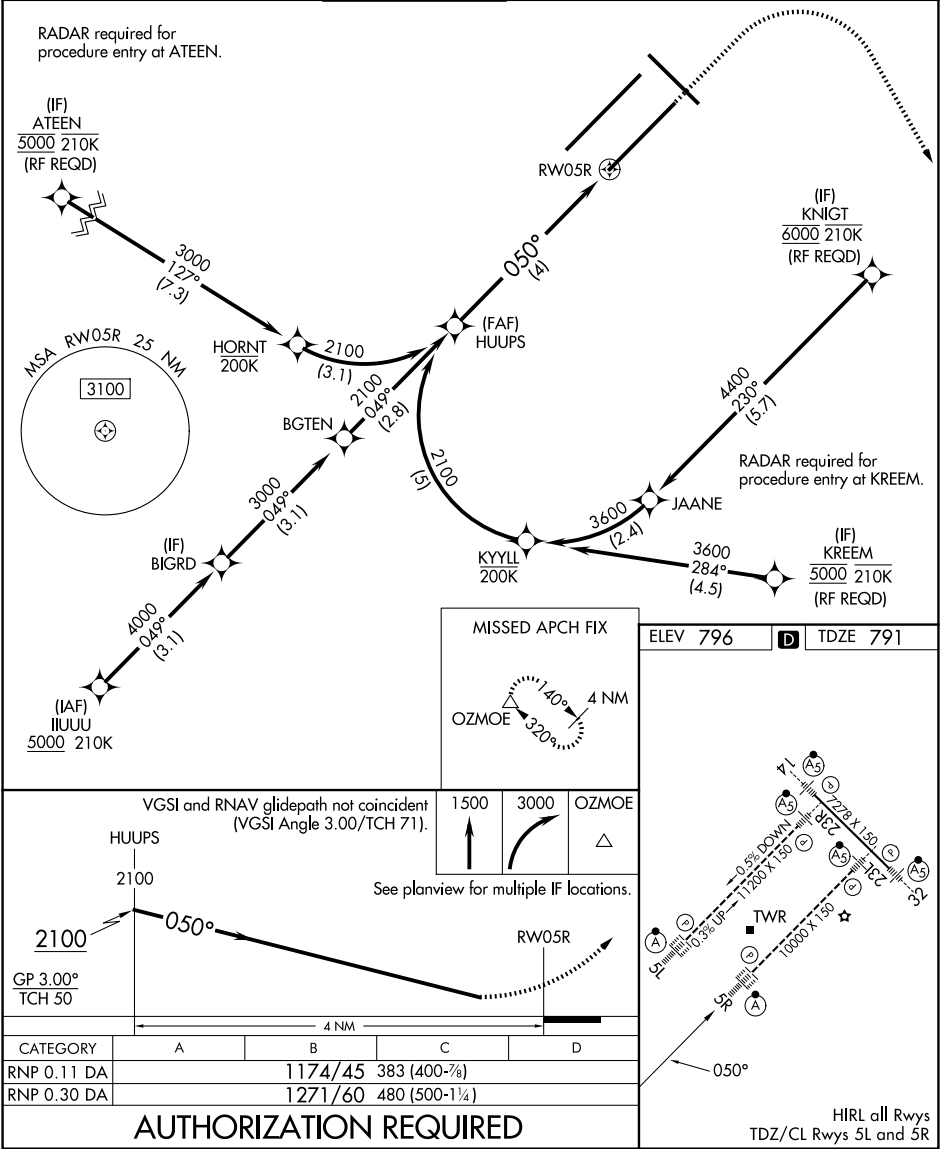 RADAR required for
procedure entry at ATEEN.
(IF)
ATEEN
5000 210K
(RF REQD)
3000
127°
(7.3)
HORNT
200K
2100
(3.1)
MSA RW05R 25 NM
3100
RW05R
050°
(4)
(FAF)
HUUPS
2100
049°
(2.8)
BGTEN
3000
049°
(3.1)
(IF)
BIGRD
4000
049°
(3.1)
(IAF)
IIUUU
5000 210K
(IF)
KNIGT
6000 210K
(RF REQD)
4400
230°
(5.7)
RADAR required for
procedure entry at KREEM.
JAANE
3600
(2.4)
2100
(5)
KYYLL
200K
3600
284°
(4.5)
(IF)
KREEM
5000 210K
(RF REQD)
MISSED APCH FIX
OZMOE
140°
320°
4 NM
ELEV 796
D
TDZE 791
VGSI and RNAV glidepath not coincident
(VGSI Angle 3.00/TCH 71).
1500
3000
OZMOE
See planview for multiple IF locations.
HUUPS
2100
2100
050°
RW05R
GP 3.00°
TCH 50
4 NM
CATEGORY A B C D
RNP 0.11 DA 1174/45 383 (400-⅞)
RNP 0.30 DA 1271/60 480 (500-1¼)
AUTHORIZATION REQUIRED
14
A5
P
7278 X 150
A5
23R
P
A5
23L
P
A5
P
32
0.5% DOWN
11200 X 150
0.3% UP
TWR
10000 X 150
A
P
5L
P
5R
A
050°
HIRL all Rwys
TDZ/CL Rwys 5L and 5R